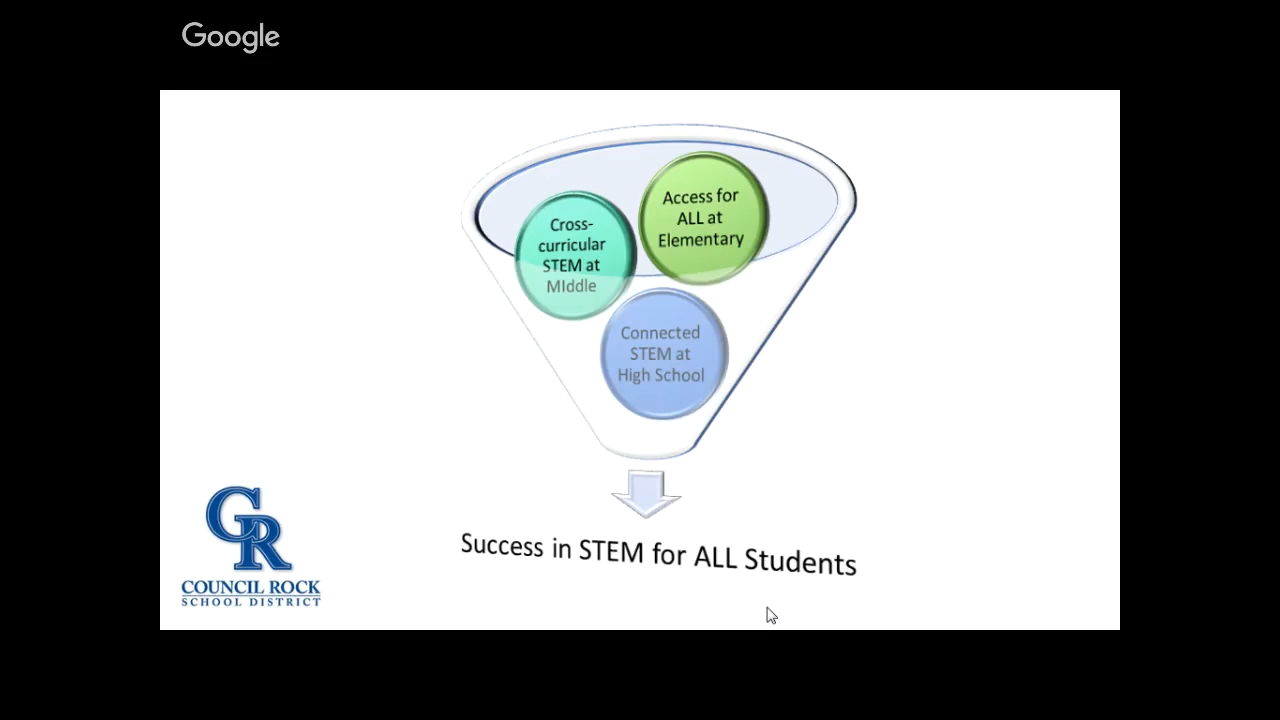 Google
Access for
ALL at
Elementary
Cross-
curricular
STEM at
MIddle
Connected
STEM at
High School
Success in STEM for ALL Students
CR
COUNCIL ROCK
SCHOOL DISTRICT